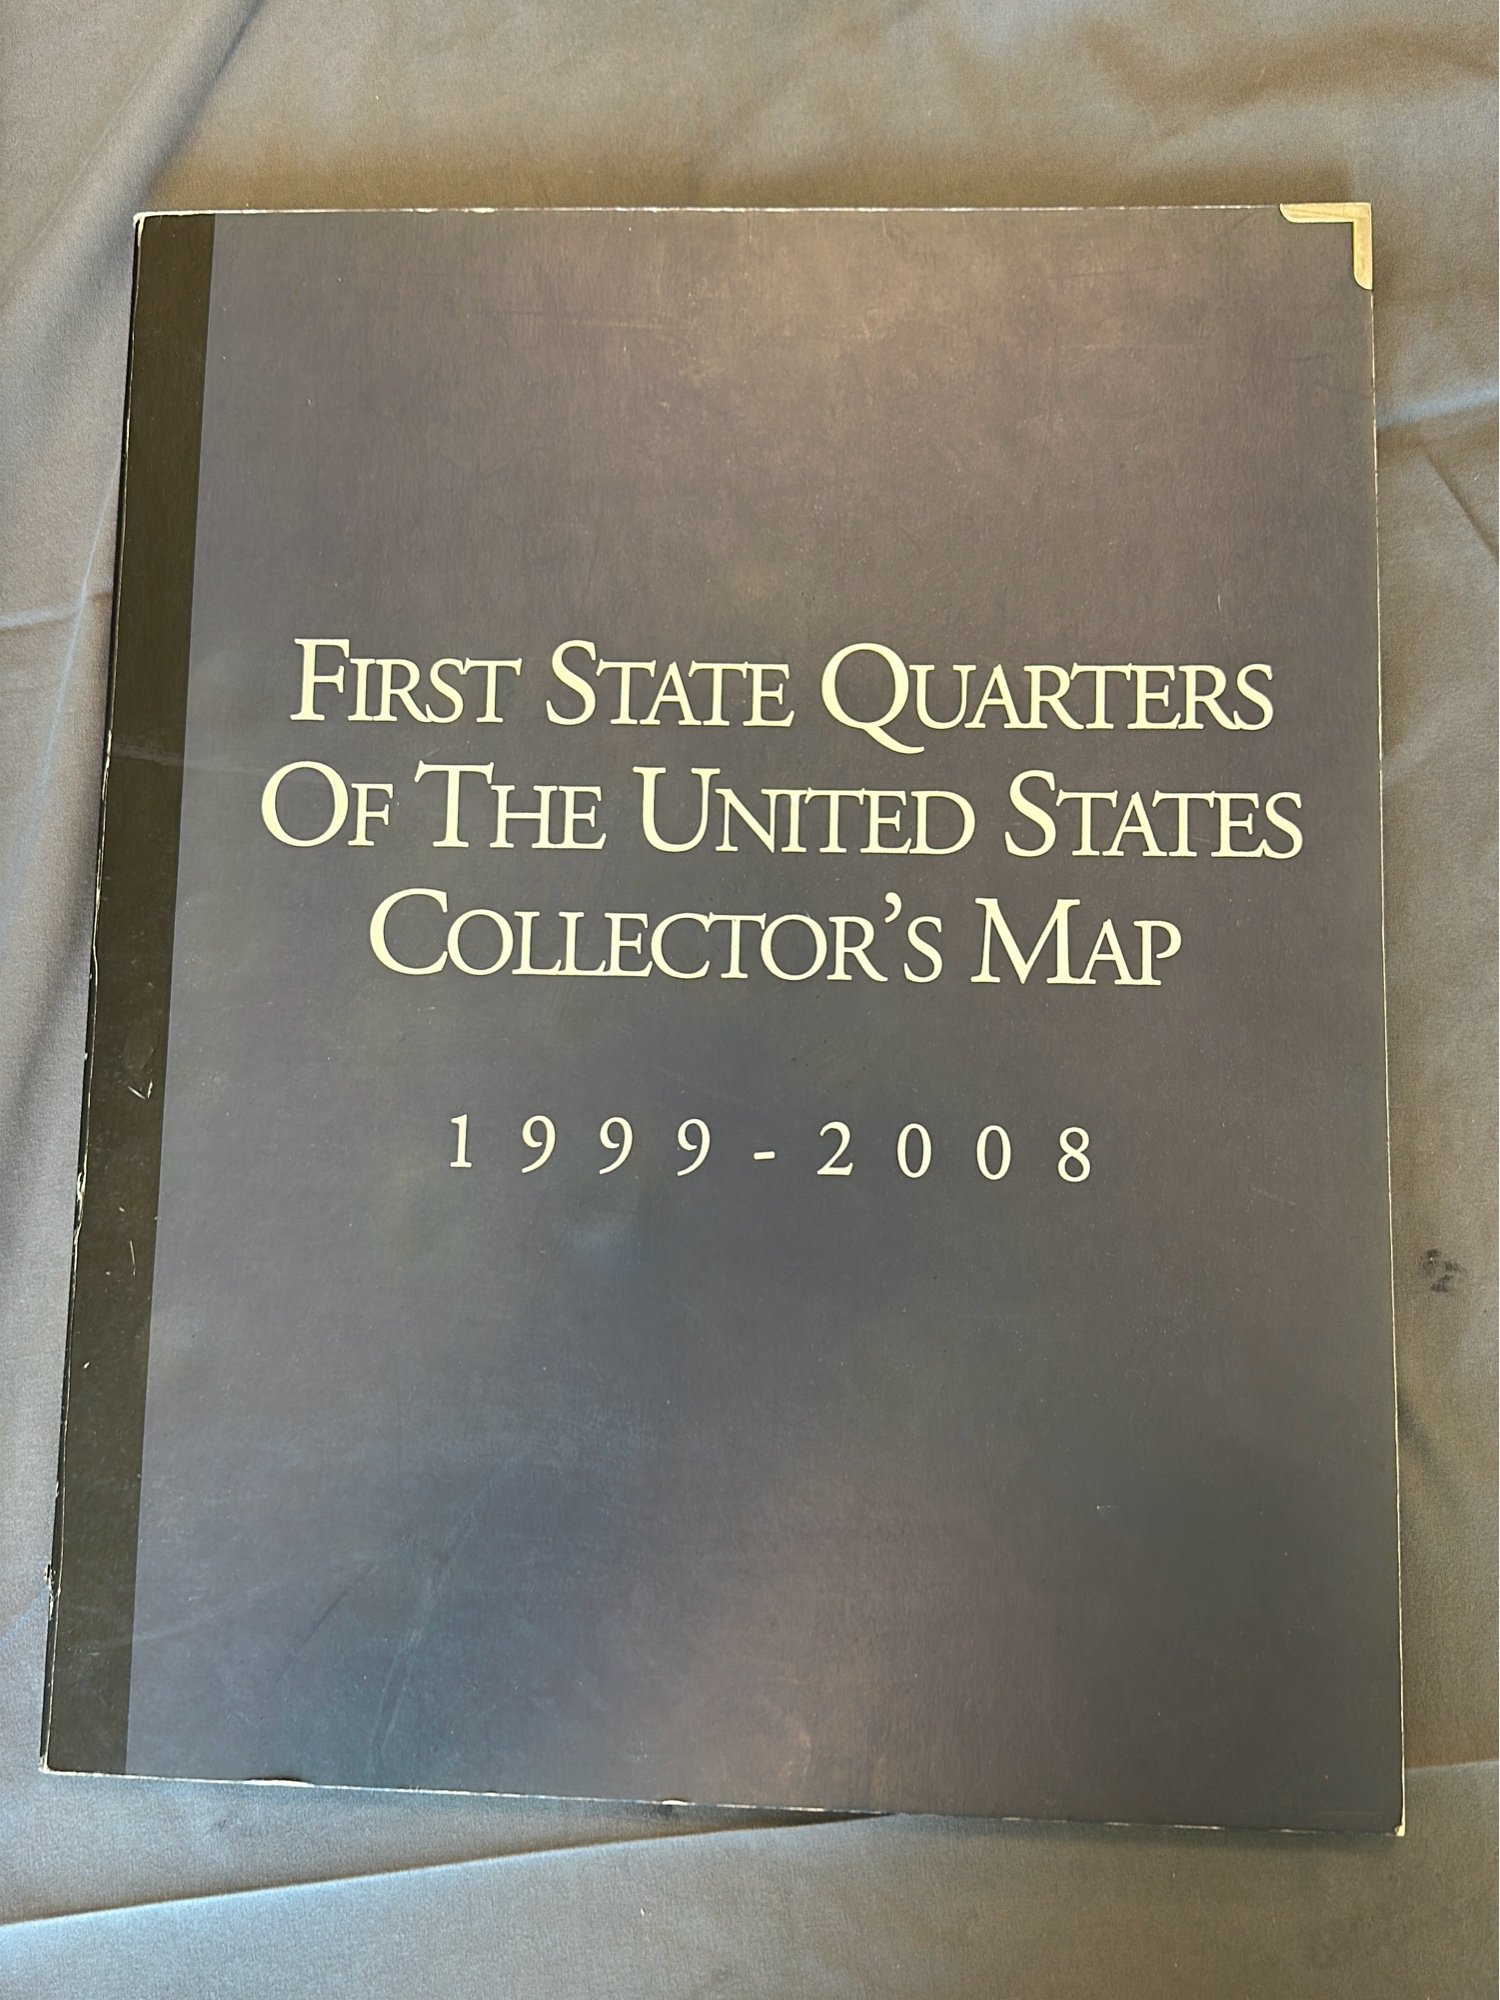 First State Quarters
Of The United States
Collector's Map
1999-2008